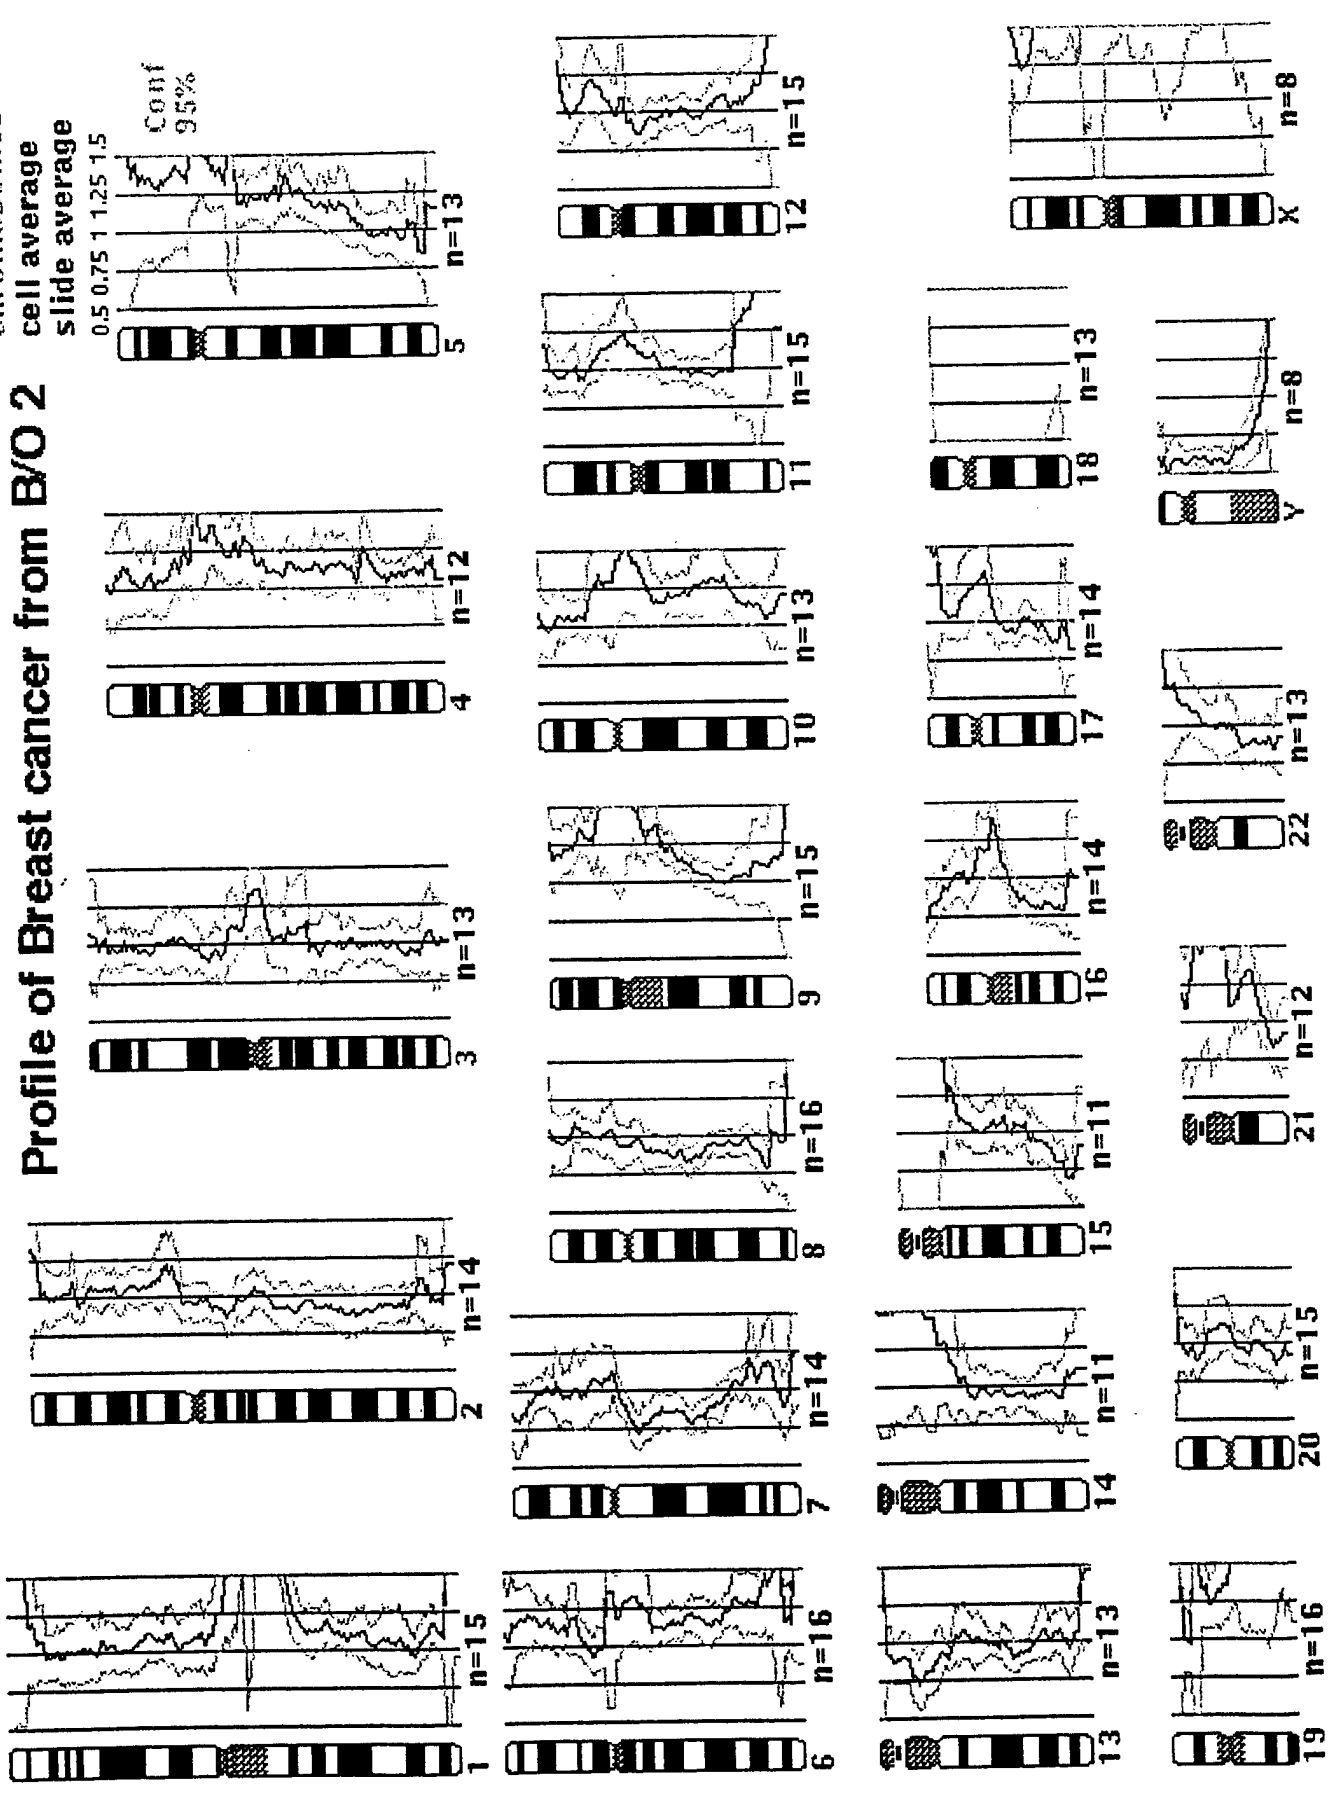 Profile of Breast cancer from B/O 2
cell average
slide average
0.5 0.75 1 1.25 1.5
Conf
95%
n=15
1
n=14
2
n=13
3
n=12
4
n=13
5
n=16
6
n=14
7
n=16
8
n=15
9
n=13
10
n=15
11
n=15
12
n=13
13
n=11
14
n=11
15
n=14
16
n=14
17
n=13
18
n=16
19
n=15
20
n=12
21
n=13
22
n=8
Y
n=8
X